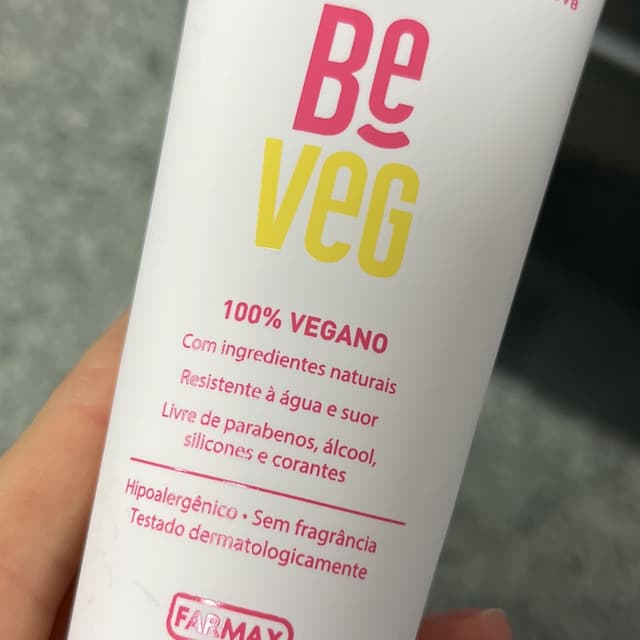 Be
VeG
100% VEGANO
Com ingredientes naturais
Resistente à água e suor
Livre de parabenos, álcool,
silicones e corantes
Hipoalergênico • Sem fragrância
Testado dermatologicamente
FARMAX